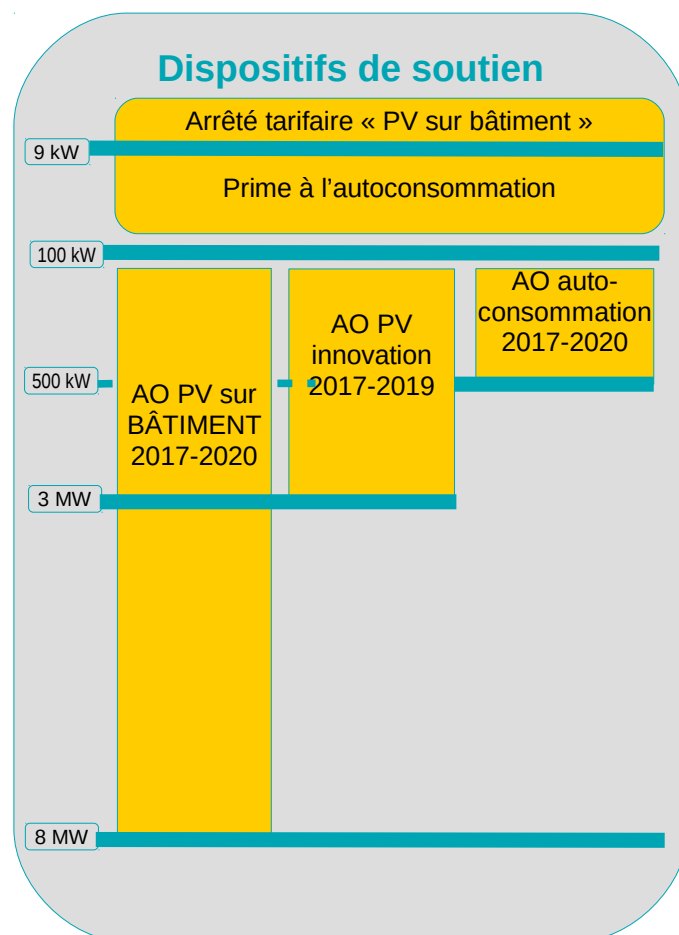 Dispositifs de soutien
Arrêté tarifaire « PV sur bâtiment »
9 kW
Prime à l'autoconsommation
100 kW
AO auto-
consommation
2017-2020
AO PV
innovation
2017-2019
500 kW
AO PV sur
BÂTIMENT
2017-2020
3 MW
8 MW